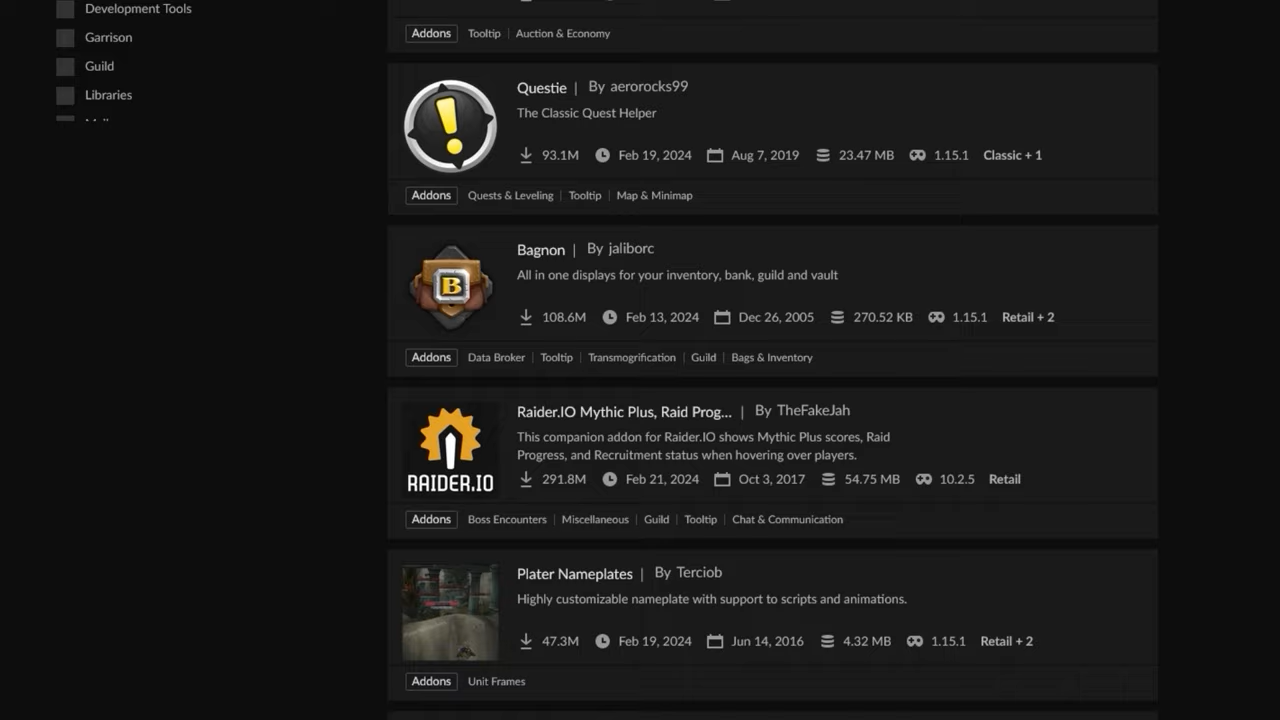 Development Tools
Garrison
Guild
Libraries
Addons Tooltip Auction & Economy
Questie | By aerorocks99
The Classic Quest Helper
93.1M Feb 19, 2024 Aug 7, 2019 23.47 MB 1.15.1 Classic + 1
Addons Quests & Leveling Tooltip Map & Minimap
B
Bagnon | By jaliborc
All in one displays for your inventory, bank, guild and vault
108.6M Feb 13, 2024 Dec 26, 2005 270.52 KB 1.15.1 Retail + 2
Addons Data Broker Tooltip Transmogrification Guild Bags & Inventory
RAIDER.IO
Raider.IO Mythic Plus, Raid Prog... | By TheFakeJah
This companion addon for Raider.IO shows Mythic Plus scores, Raid
Progress, and Recruitment status when hovering over players.
291.8M Feb 21, 2024 Oct 3, 2017 54.75 MB 10.2.5 Retail
Addons Boss Encounters Miscellaneous Guild Tooltip Chat & Communication
Plater Nameplates | By Terciob
Highly customizable nameplate with support to scripts and animations.
47.3M Feb 19, 2024 Jun 14, 2016 4.32 MB 1.15.1 Retail + 2
Addons Unit Frames